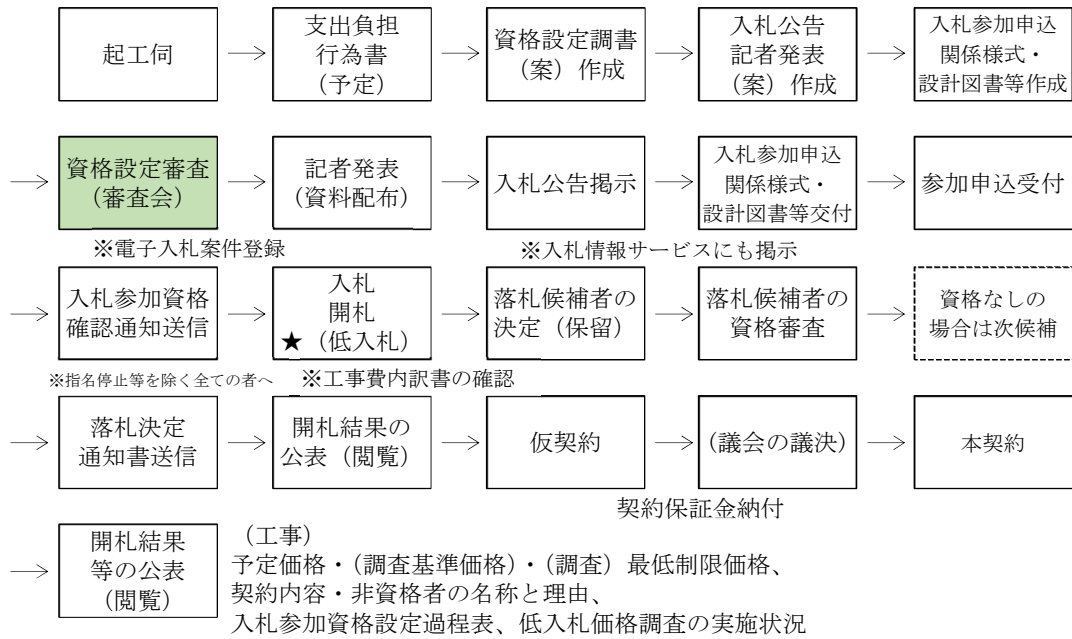 起工伺
支出負担
行為書
(予定)
資格設定調書
(案)作成
入札公告
記者発表
(案)作成
入札参加申込
関係様式・
設計図書等作成
資格設定審査
(審査会)
記者発表
(資料配布)
入札公告掲示
入札参加申込
関係様式・
設計図書等交付
参加申込受付
※電子入札案件登録
※入札情報サービスにも掲示
入札参加資格
確認通知送信
入札
開札
★(低入札)
落札候補者の
決定(保留)
落札候補者の
資格審査
資格なしの
場合は次候補
※指名停止等を除く全ての者へ
※工事費内訳書の確認
落札決定
通知書送信
開札結果の
公表(閲覧)
仮契約
(議会の議決)
本契約
契約保証金納付
開札結果
等の公表
(閲覧)
(工事)
予定価格・(調査基準価格)・(調査)最低制限価格、
契約内容・非資格者の名称と理由、
入札参加資格設定過程表、低入札価格調査の実施状況